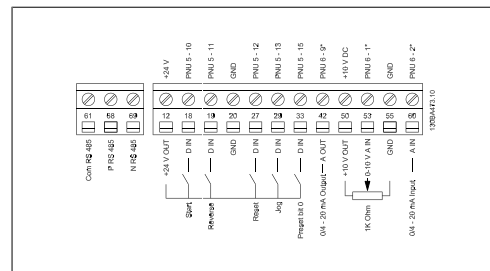 +24 V
PNU 5 - 10
PNU 5 - 11
GND
PNU 5 - 12
PNU 5 - 13
PNU 5 - 15
PNU 6 - 9*
+10 V DC
PNU 6 - 1*
GND
PNU 6 - 2*
61 68 69 12 18 19 20 27 29 33 42 50 53 55 60
Com RS 485
P RS 485
N RS 485
+24 V OUT
D IN
D IN
GND
D IN
D IN
D IN
A OUT
+10 V OUT
0-10 V A IN
GND
A IN
Start
Reverse
Reset
Jog
Preset bit 0
0/4 - 20 mA Output
1K Ohm
0/4 - 20 mA Input
130BA473.10